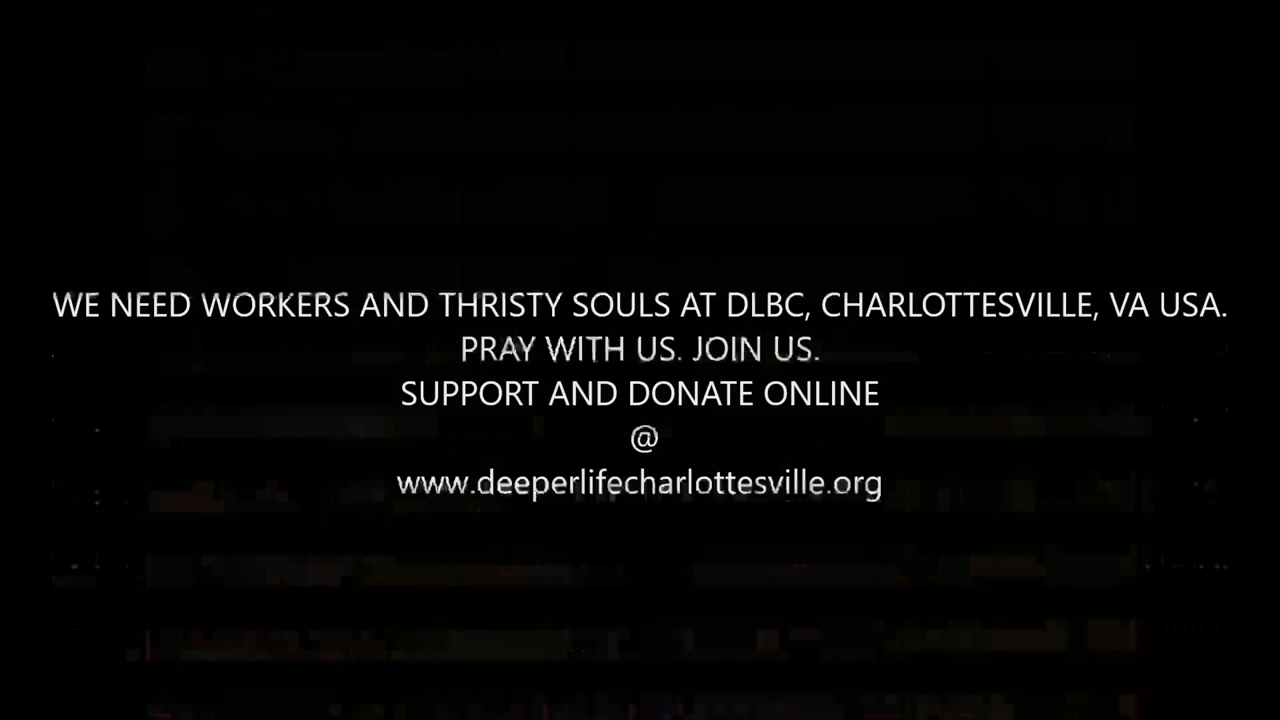 WE NEED WORKERS AND THRISTY SOULS AT DLBC, CHARLOTTESVILLE, VA USA.
PRAY WITH US. JOIN US.
SUPPORT AND DONATE ONLINE
@
www.deeperlifecharlottesville.org